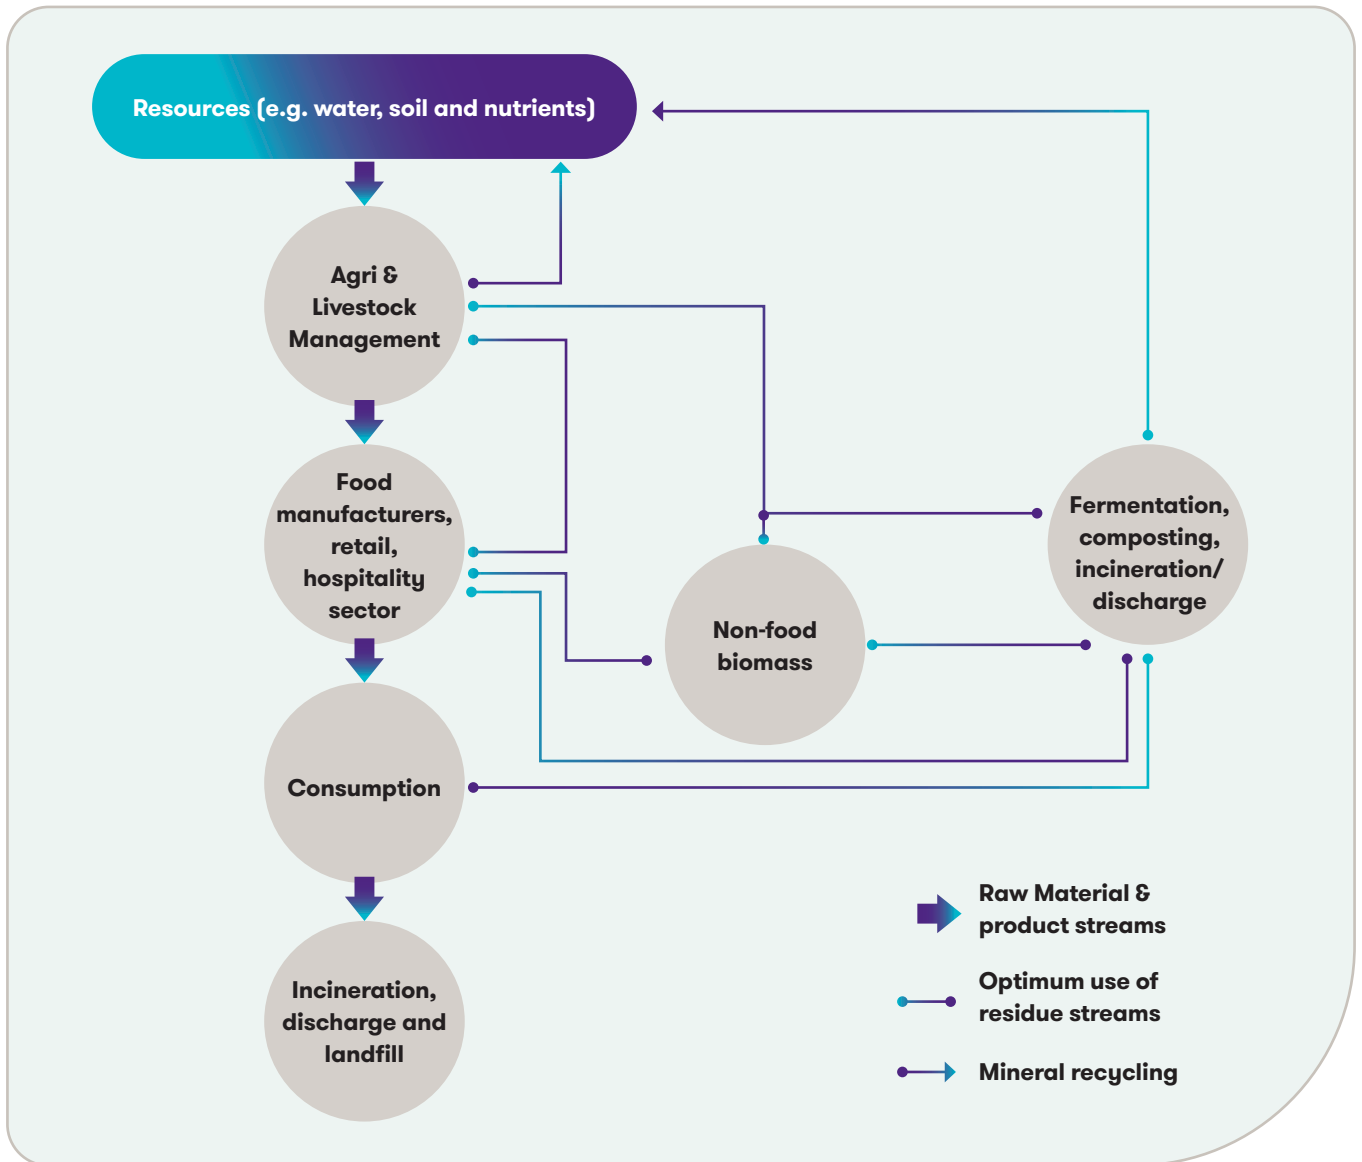 Resources (e.g. water, soil and nutrients)
Agri &
Livestock
Management
Food
manufacturers,
retail,
hospitality
sector
Fermentation,
composting,
incineration/
discharge
Non-food
biomass
Consumption
Incineration,
discharge and
landfill
Raw Material &
product streams
Optimum use of
residue streams
Mineral recycling